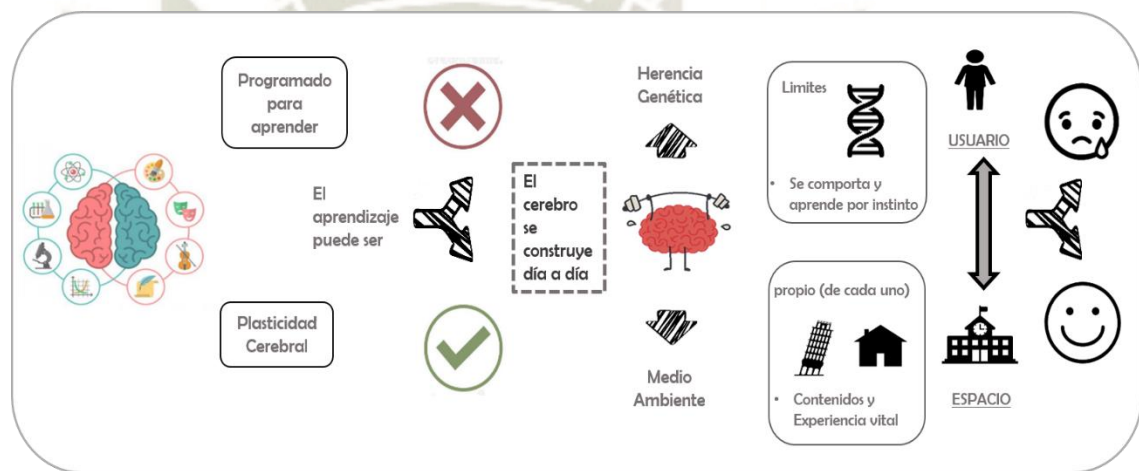 Programado
para
aprender
El
aprendizaje
puede ser
Plasticidad
Cerebral
El
cerebro
se
construye
día a día
Herencia
Genética
Medio
Ambiente
Limites
• Se comporta y
aprende por instinto
propio (de cada uno)
• Contenidos y
Experiencia vital
USUARIO
ESPACIO